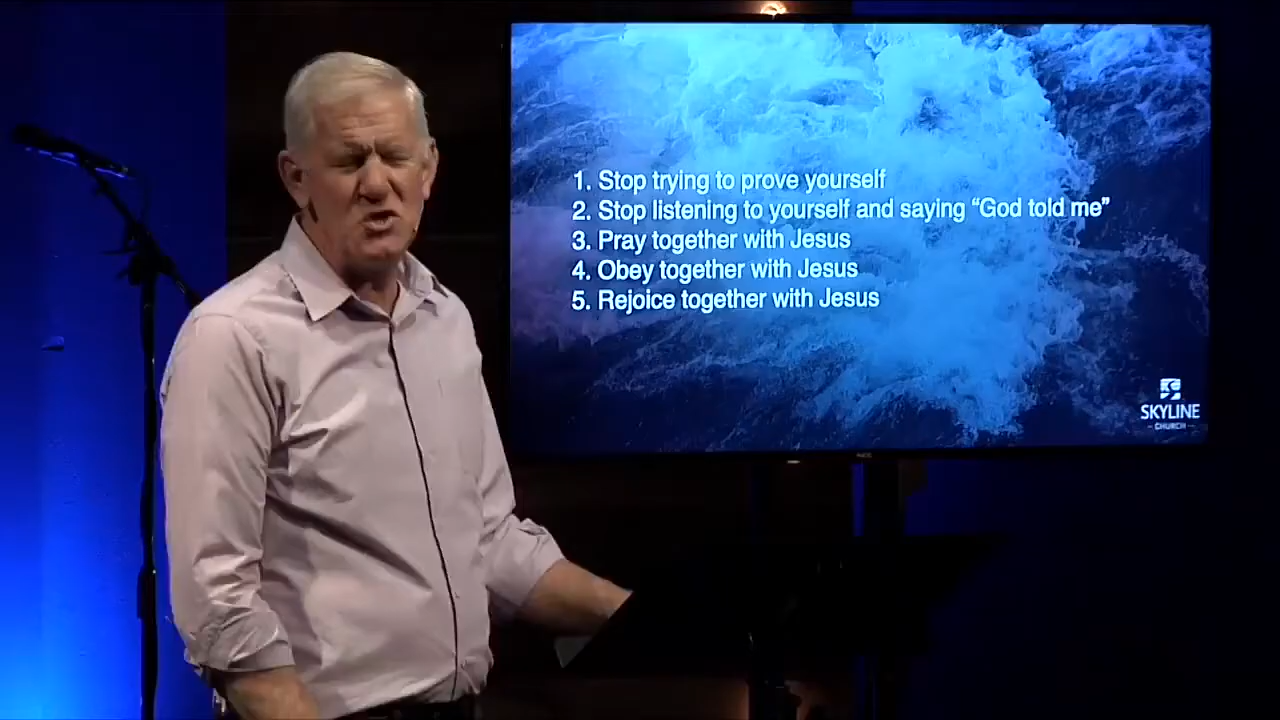 1. Stop trying to prove yourself
2. Stop listening to yourself and saying “God told me”
3. Pray together with Jesus
4. Obey together with Jesus
5. Rejoice together with Jesus
SKYLINE
– CHURCH –
NEC